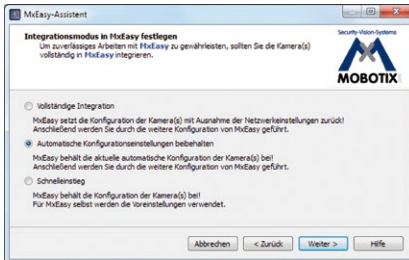 MxEasy-Assistent
Integrationsmodus in MxEasy festlegen
Um zuverlässiges Arbeiten mit MxEasy zu gewährleisten, sollten Sie die Kamera(s)
vollständig in MxEasy integrieren.
Security-Vision-Systems
MOBOTIX
Vollständige Integration
MxEasy setzt die Konfiguration der Kamera(s) mit Ausnahme der Netzwerkeinstellungen zurück!
Anschließend werden Sie durch die weitere Konfiguration von MxEasy geführt.
Automatische Konfigurationseinstellungen beibehalten
MxEasy behält die aktuelle automatische Konfiguration der Kamera(s) bei!
Anschließend werden Sie durch die weitere Konfiguration von MxEasy geführt.
Schnelleinstieg
MxEasy behält die Konfiguration der Kamera(s) bei!
Für MxEasy selbst werden die Voreinstellungen verwendet.
Abbrechen
< Zurück
Weiter >
Hilfe